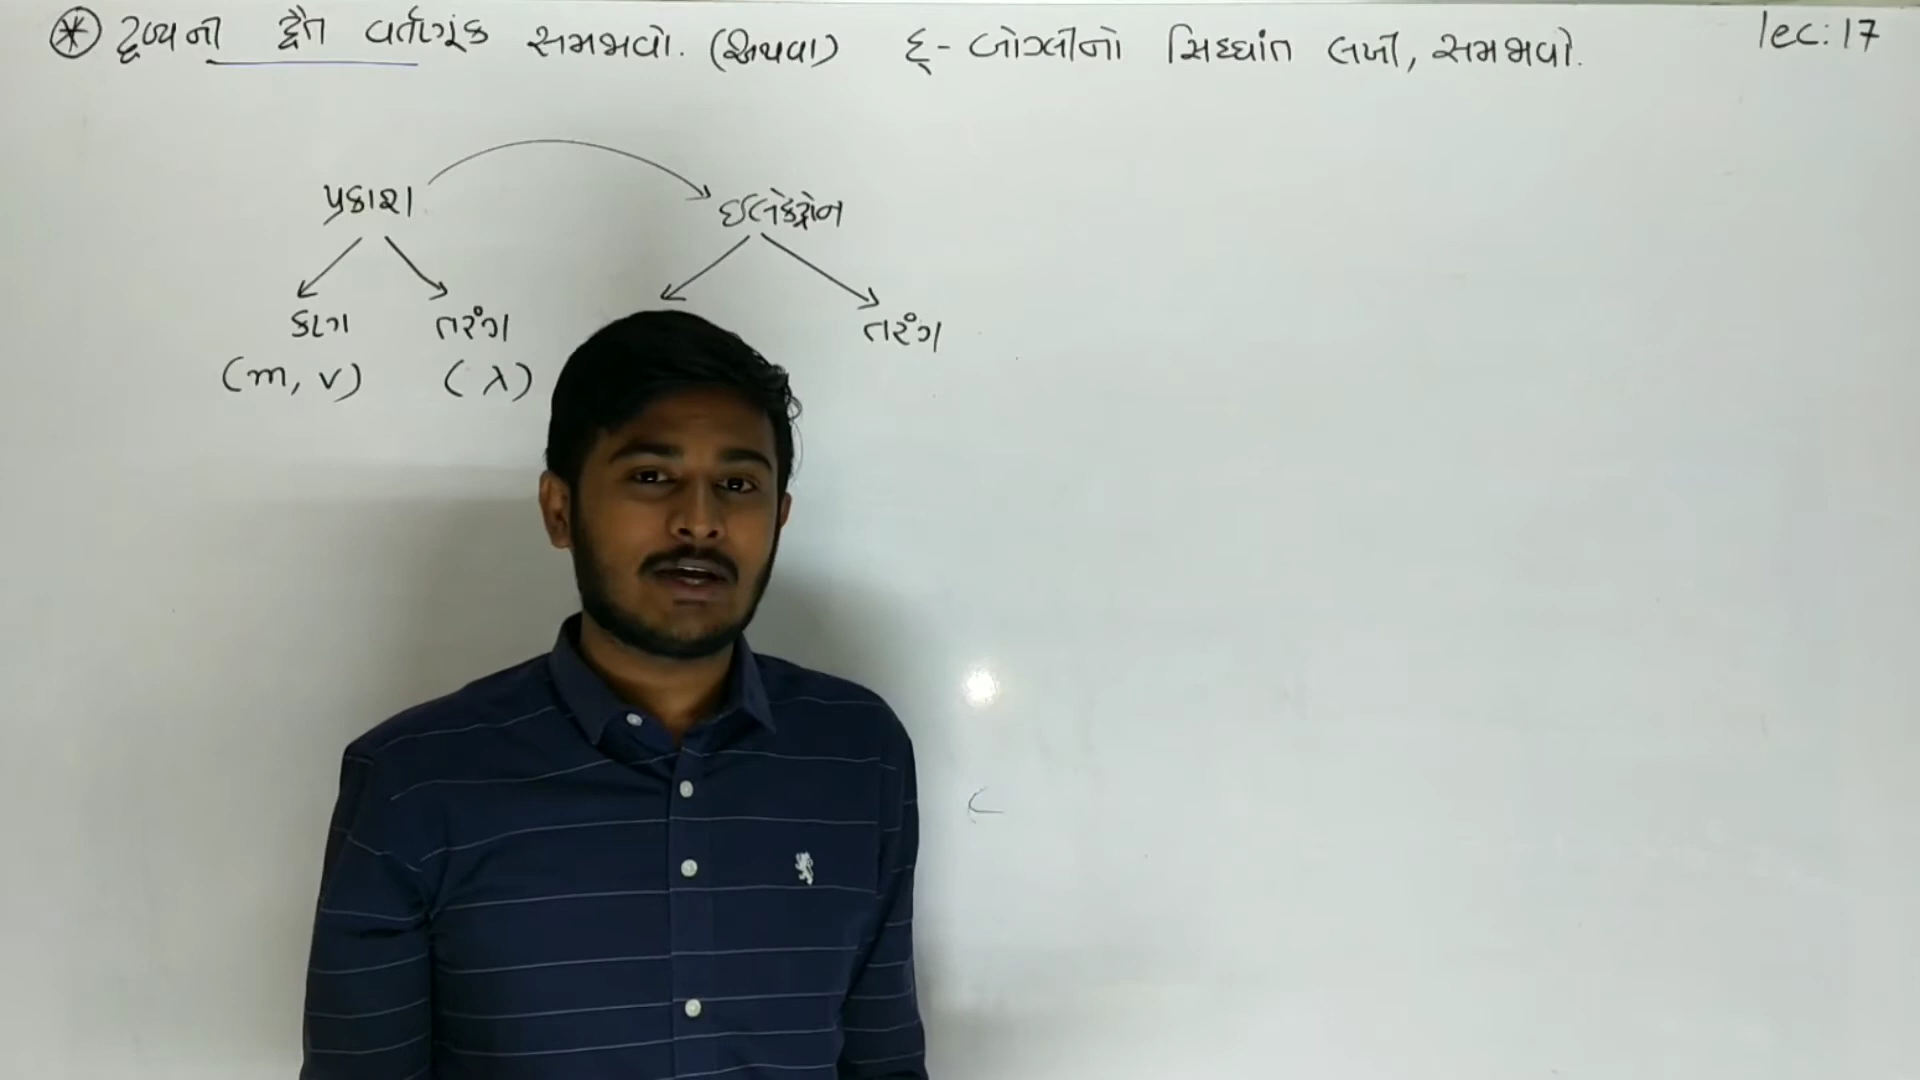 * દ્રવ્યની દ્વૈત વર્તણૂંક સમજાવો. (અથવા) દ્-બ્રોગ્લીનો સિધ્ધાંત લખી, સમજાવો. lec:17
પ્રકાશ ઇલેક્ટ્રોન
કણ તરંગ તરંગ
(m, v) (λ)